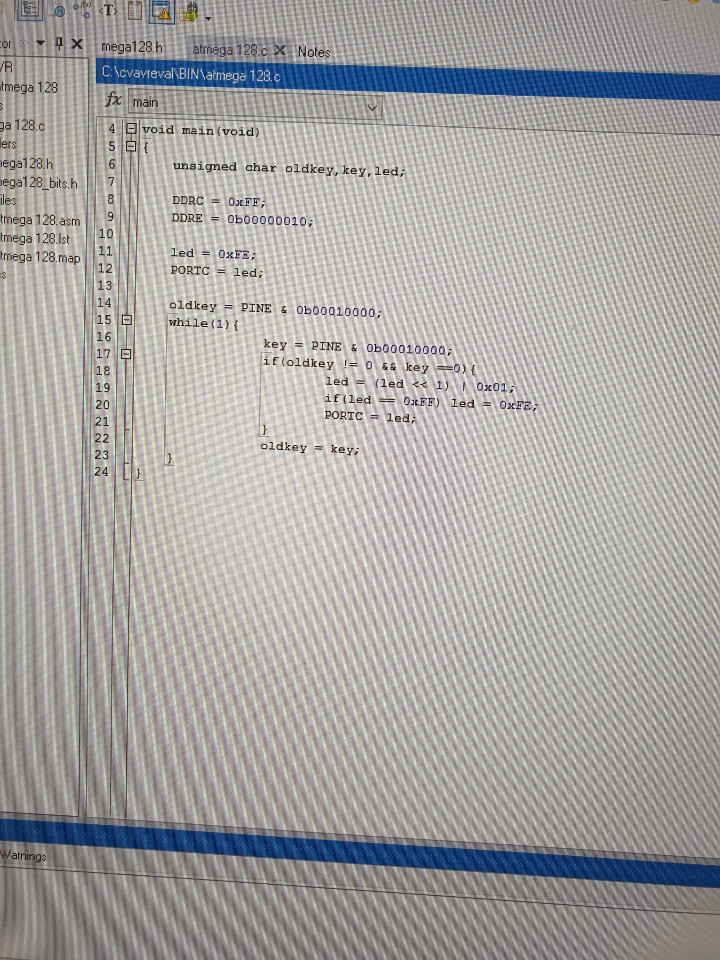 <T>
or
mega128.h
atmega 128.c
Notes
/R
C:\cvavreval\BIN\atmega 128.c
tmega 128
fx main
s
ga 128.c
ers
ega128.h
ega128_bits.h
iles
tmega 128.asm
tmega 128.lst
tmega 128.map
s
4 void main(void)
5 {
6 unsigned char oldkey,key,led;
7
8 DDRC = 0xFF;
9 DDRE = 0b00000010;
10
11 led = 0xFE;
12 PORTC = led;
13
14 oldkey = PINE & 0b00010000;
15 while(1){
16 key = PINE & 0b00010000;
17 if(oldkey != 0 && key ==0){
18 led = (led << 1) | 0x01;
19 if(led == 0xFF) led = 0xFE;
20 PORTC = led;
21 }
22 oldkey = key;
23 }
24 }
Warnings